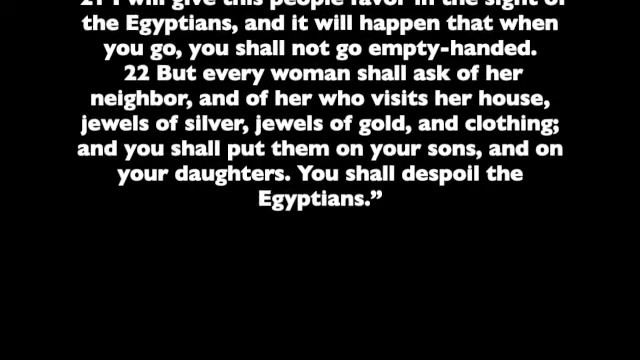 21 I will give this people favor in the sight of
the Egyptians, and it will happen that when
you go, you shall not go empty-handed.
22 But every woman shall ask of her
neighbor, and of her who visits her house,
jewels of silver, jewels of gold, and clothing;
and you shall put them on your sons, and on
your daughters. You shall despoil the
Egyptians.”